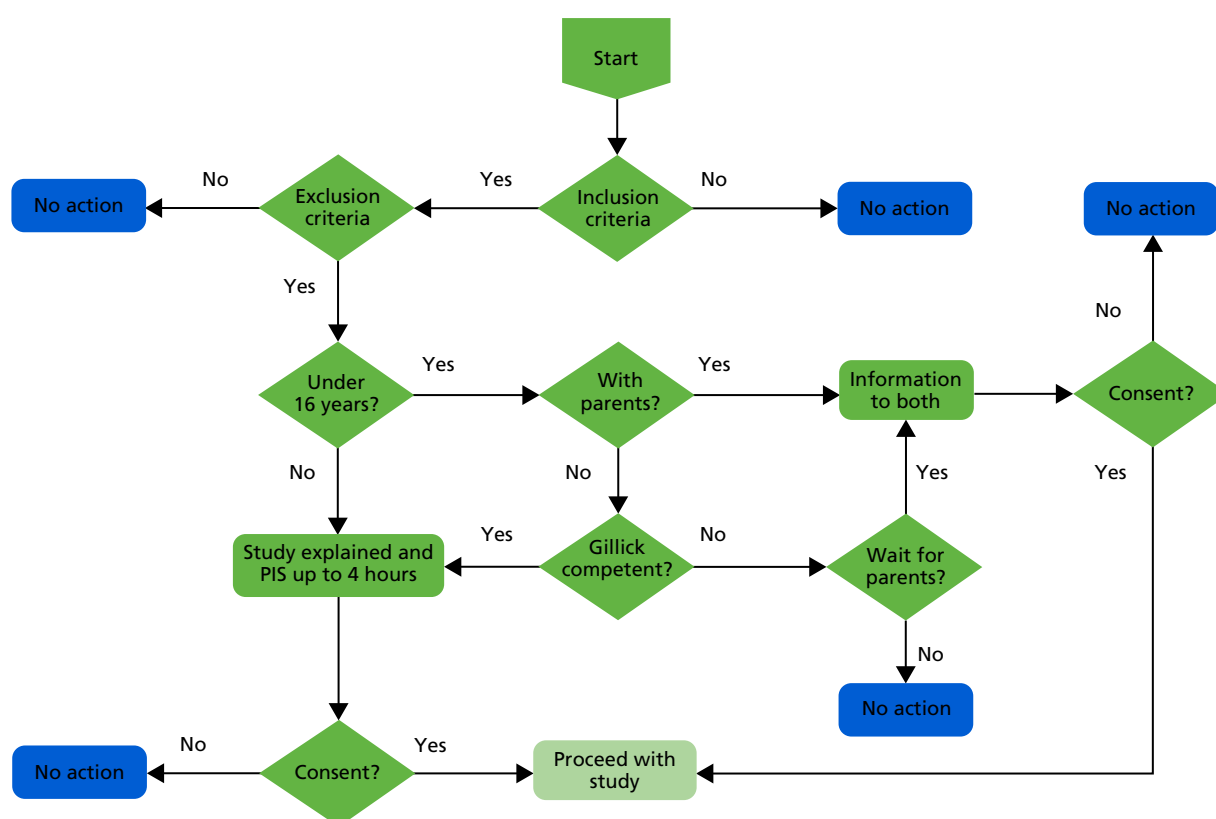 Start
No
Yes
No
No action
Exclusion
criteria
Inclusion
criteria
No action
No action
Yes
No
Under
16 years?
Yes
With
parents?
Yes
Information
to both
Consent?
No
No
Yes
Yes
Study explained and
PIS up to 4 hours
Yes
Gillick
competent?
No
Wait for
parents?
No
No action
No action
No
Consent?
Yes
Proceed with
study